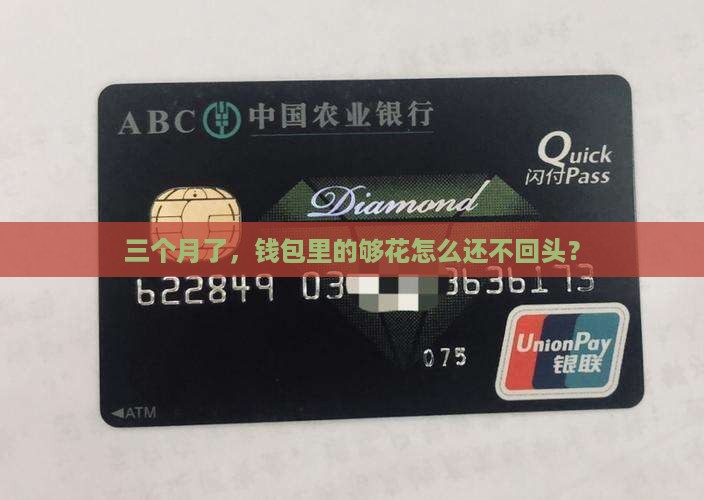 ABC 中国农业银行
Quick
闪付Pass
Diamond
三个月了，钱包里的够花怎么还不回头？
622849 03 3636173
075
UnionPay
银联
◀ATM